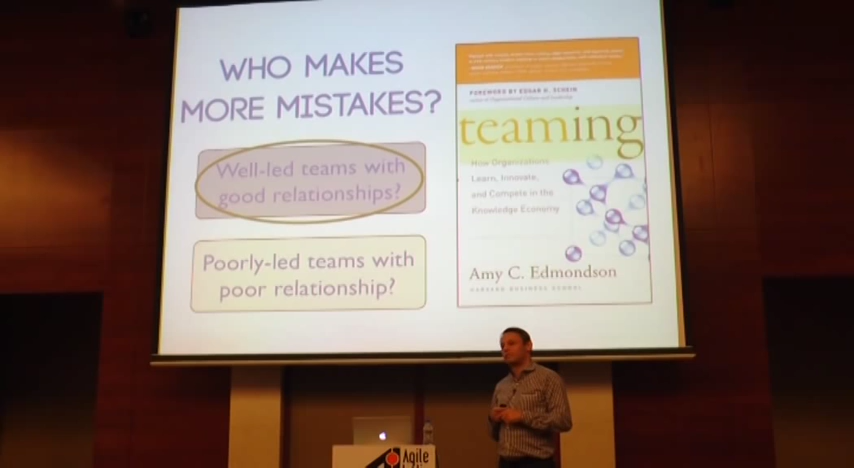 WHO MAKES
MORE MISTAKES?
Well-led teams with
good relationships?
Poorly-led teams with
poor relationship?
FOREWORD BY EDGAR H. SCHEIN
teaming
How Organizations
Learn, Innovate,
and Compete in the
Knowledge Economy
Amy C. Edmondson
HARVARD BUSINESS SCHOOL
Agile